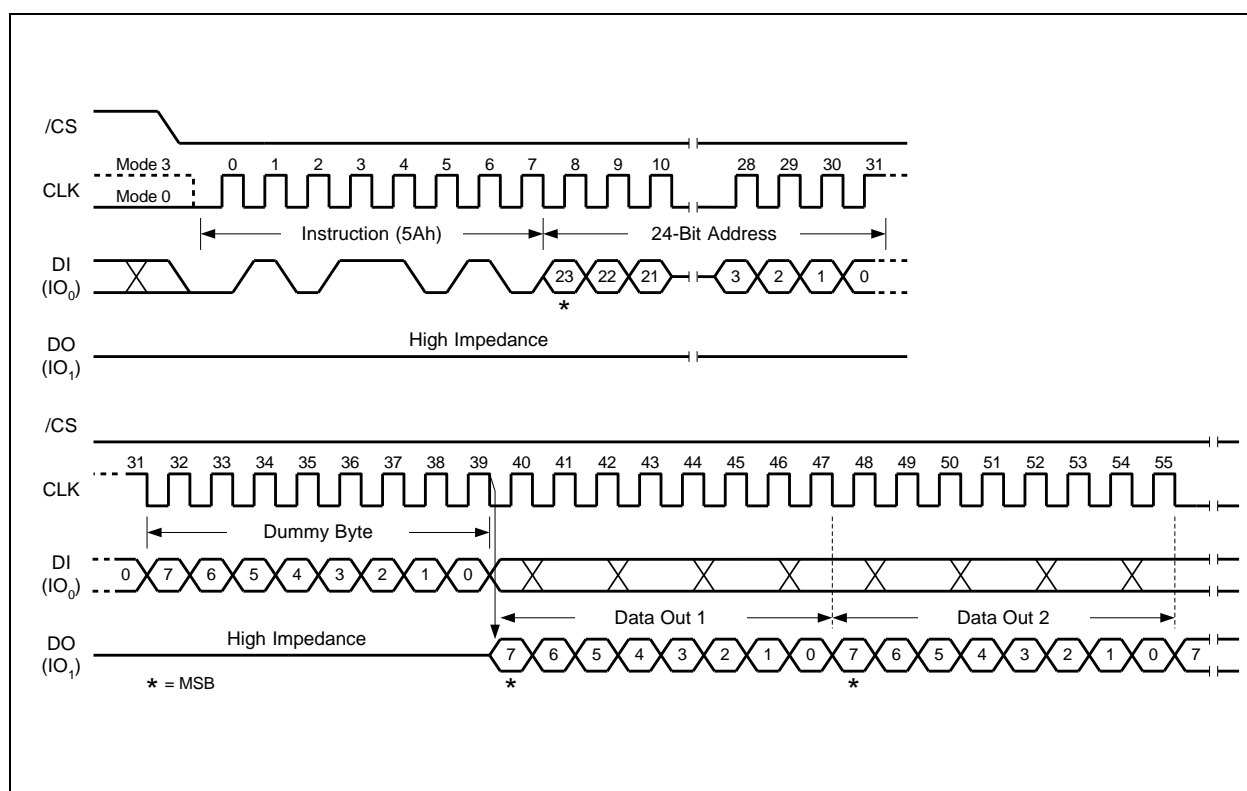 /CS
Mode 3 0 1 2 3 4 5 6 7 8 9 10 28 29 30 31
CLK Mode 0
Instruction (5Ah) 24-Bit Address
DI
(IO0) 23 22 21 3 2 1 0
*
High Impedance
DO
(IO1)
/CS
31 32 33 34 35 36 37 38 39 40 41 42 43 44 45 46 47 48 49 50 51 52 53 54 55
CLK
Dummy Byte
DI
(IO0) 0 7 6 5 4 3 2 1 0
Data Out 1 Data Out 2
High Impedance
DO
(IO1) 7 6 5 4 3 2 1 0 7 6 5 4 3 2 1 0 7
* = MSB * *